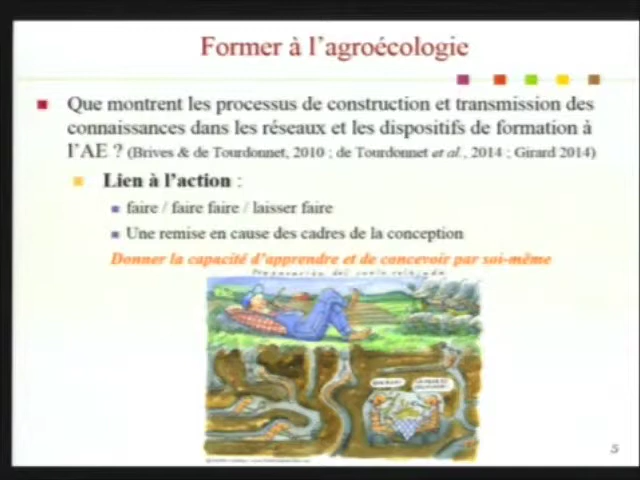 Former à l'agroécologie
Que montrent les processus de construction et transmission des
connaissances dans les réseaux et les dispositifs de formation à
l'AE ? (Brives & de Tourdonnet, 2010 ; de Tourdonnet et al., 2014 ; Girard 2014)
Lien à l'action :
faire / faire faire / laisser faire
Une remise en cause des cadres de la conception
Donner la capacité d'apprendre et de concevoir par soi-même
5